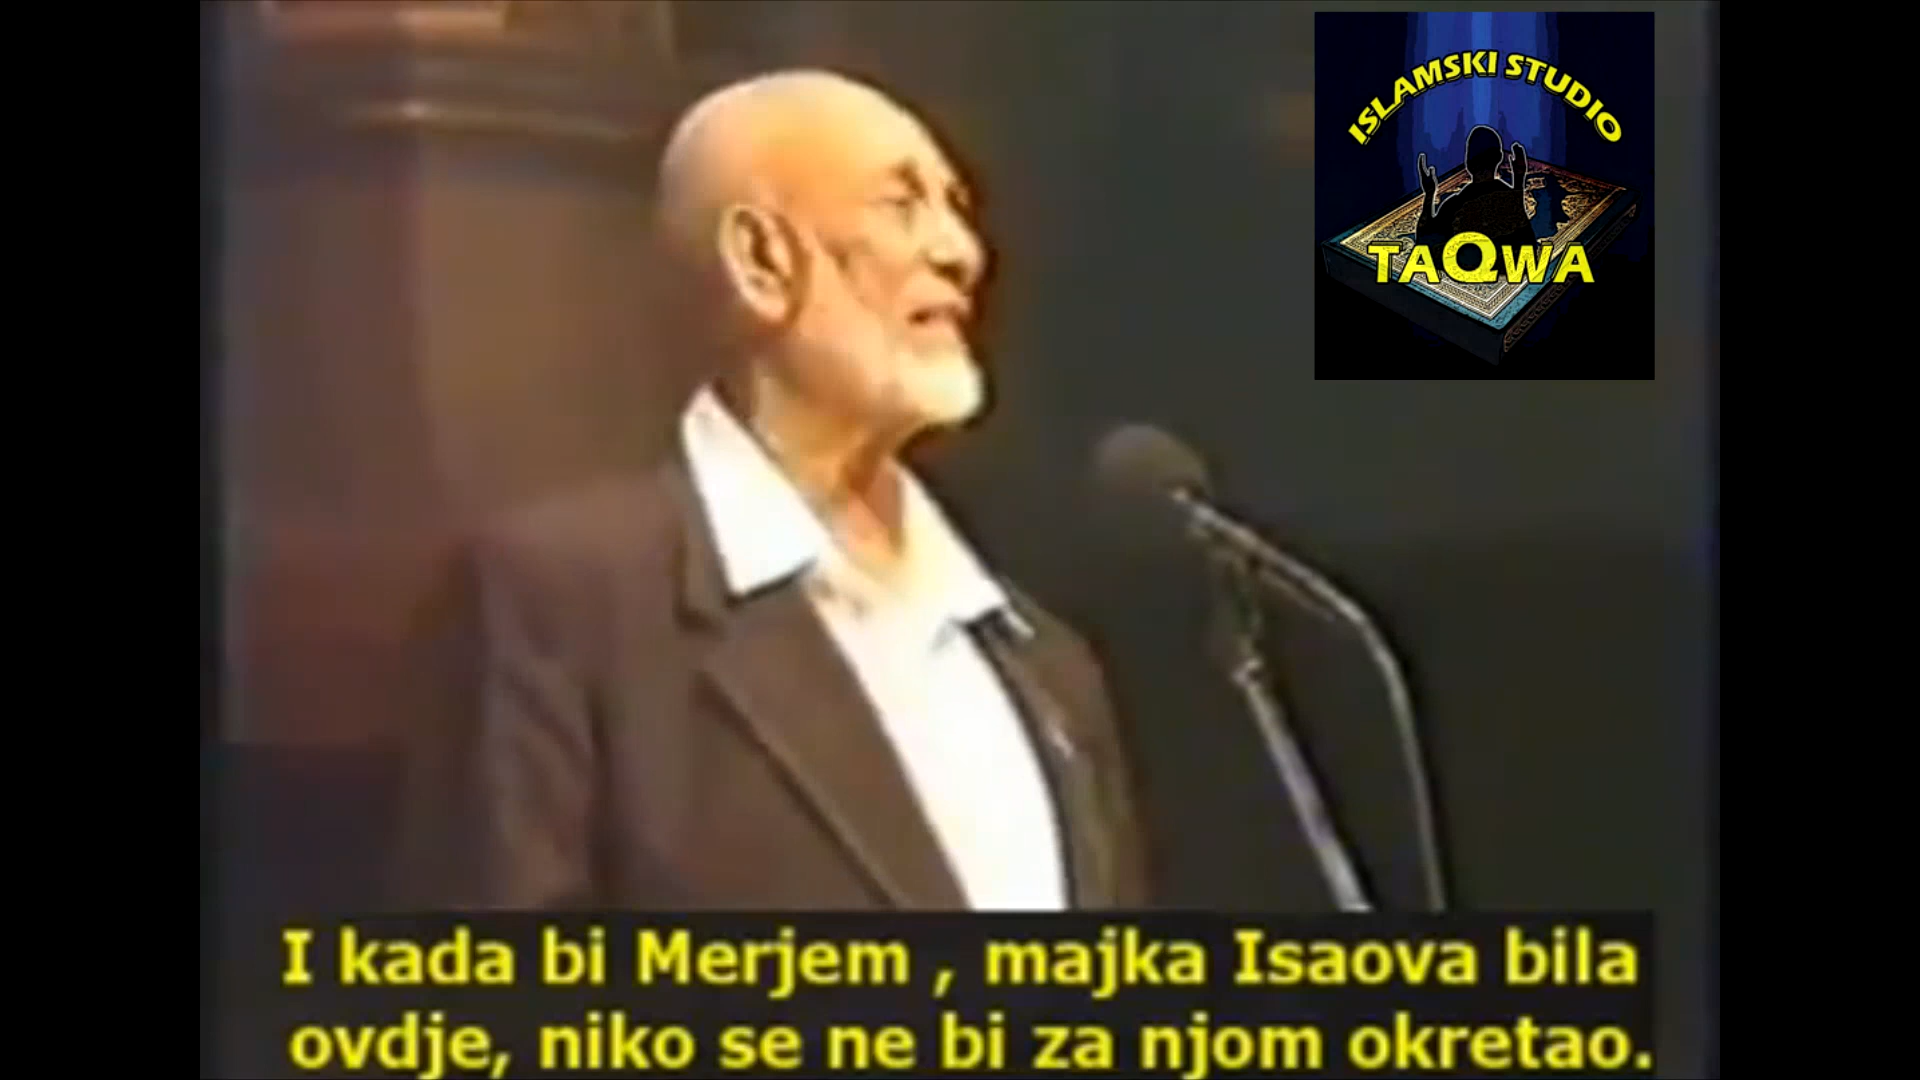 ISLAMSKI STUDIO
TAQWA
I kada bi Merjem , majka Isaova bila
ovdje, niko se ne bi za njom okretao.